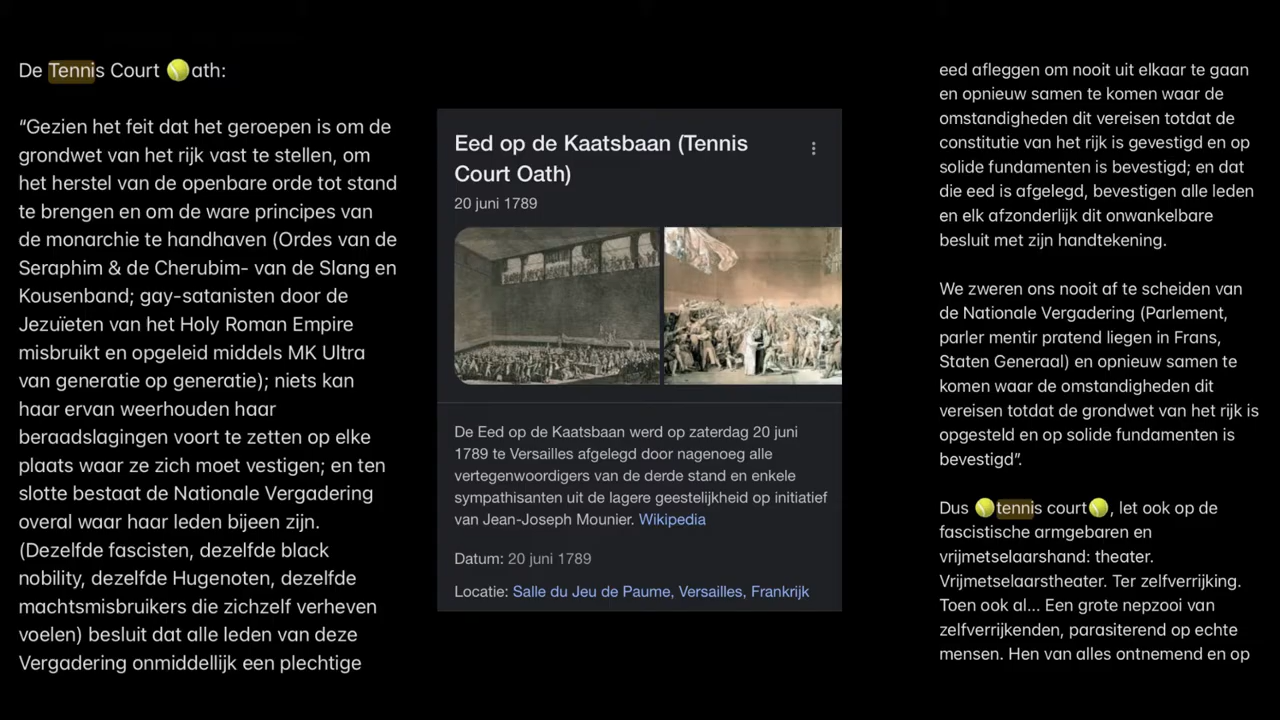 De Tennis Court 🎾ath:
“Gezien het feit dat het geroepen is om de
grondwet van het rijk vast te stellen, om
het herstel van de openbare orde tot stand
te brengen en om de ware principes van
de monarchie te handhaven (Ordes van de
Seraphim & de Cherubim- van de Slang en
Kousenband; gay-satanisten door de
Jezuïeten van het Holy Roman Empire
misbruikt en opgeleid middels MK Ultra
van generatie op generatie); niets kan
haar ervan weerhouden haar
beraadslagingen voort te zetten op elke
plaats waar ze zich moet vestigen; en ten
slotte bestaat de Nationale Vergadering
overal waar haar leden bijeen zijn.
(Dezelfde fascisten, dezelfde black
nobility, dezelfde Hugenoten, dezelfde
machtsmisbruikers die zichzelf verheven
voelen) besluit dat alle leden van deze
Vergadering onmiddellijk een plechtige
Eed op de Kaatsbaan (Tennis
Court Oath)
20 juni 1789
De Eed op de Kaatsbaan werd op zaterdag 20 juni
1789 te Versailles afgelegd door nagenoeg alle
vertegenwoordigers van de derde stand en enkele
sympathisanten uit de lagere geestelijkheid op initiatief
van Jean-Joseph Mounier. Wikipedia
Datum: 20 juni 1789
Locatie: Salle du Jeu de Paume, Versailles, Frankrijk
eed afleggen om nooit uit elkaar te gaan
en opnieuw samen te komen waar de
omstandigheden dit vereisen totdat de
constitutie van het rijk is gevestigd en op
solide fundamenten is bevestigd; en dat
die eed is afgelegd, bevestigen alle leden
en elk afzonderlijk dit onwankelbare
besluit met zijn handtekening.
We zweren ons nooit af te scheiden van
de Nationale Vergadering (Parlement,
parler mentir pratend liegen in Frans,
Staten Generaal) en opnieuw samen te
komen waar de omstandigheden dit
vereisen totdat de grondwet van het rijk is
opgesteld en op solide fundamenten is
bevestigd”.
Dus 🎾tennis court🎾, let ook op de
fascistische armgebaren en
vrijmetselaarshand: theater.
Vrijmetselaarstheater. Ter zelfverrijking.
Toen ook al... Een grote nepzooi van
zelfverrijkenden, parasiterend op echte
mensen. Hen van alles ontnemend en op